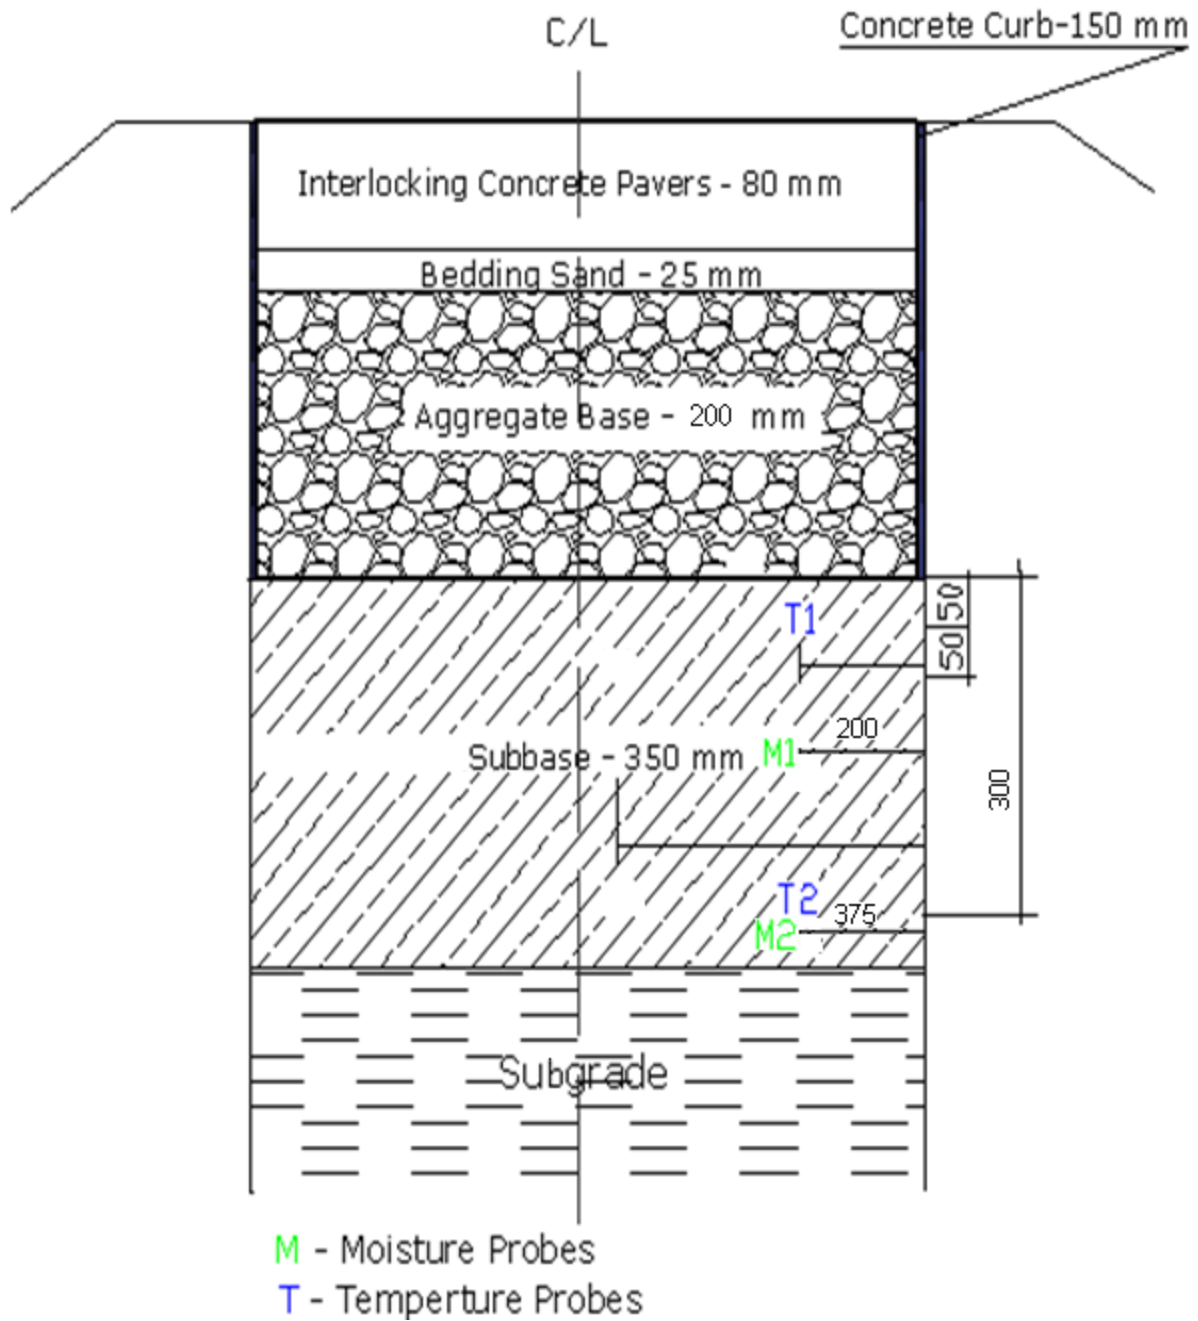 C/L
Concrete Curb-150 mm
Interlocking Concrete Pavers - 80 mm
Bedding Sand - 25 mm
Aggregate Base - 200 mm
T1
50
50
200
M1
Subbase - 350 mm
300
T2
375
M2
Subgrade
M - Moisture Probes
T - Temperture Probes